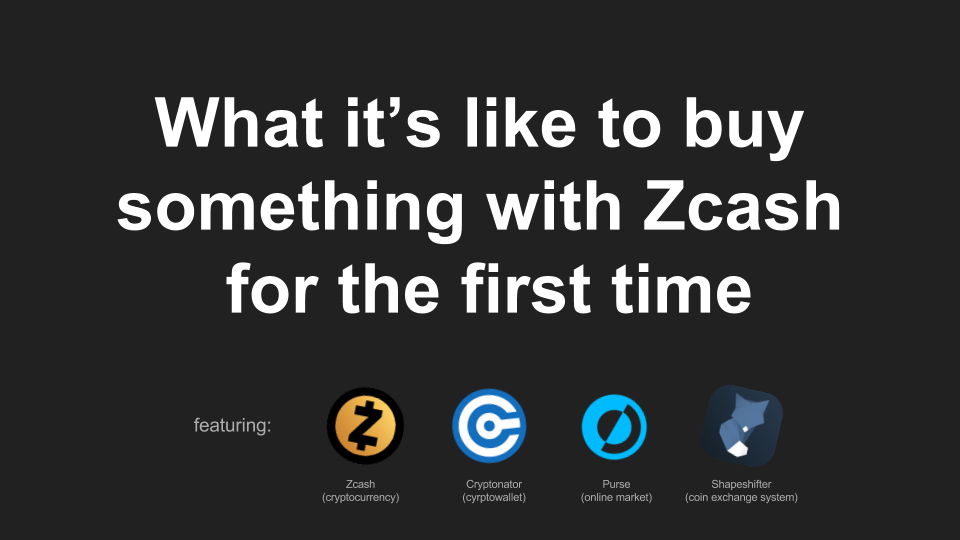 What it’s like to buy
something with Zcash
for the first time
featuring:
Zcash
(cryptocurrency)
Cryptonator
(cyrptowallet)
Purse
(online market)
Shapeshifter
(coin exchange system)